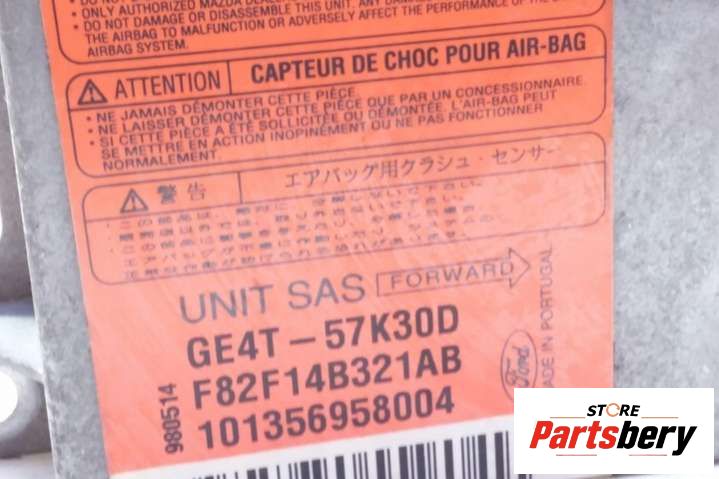 • ONLY AUTHORIZED MAZDA
• DO NOT DAMAGE OR DISASSEMBLE THIS UNIT. ANY
THE AIRBAG TO MALFUNCTION OR ADVERSELY AFFECT THE PERFORMANCE OF THE
AIRBAG SYSTEM.
ATTENTION CAPTEUR DE CHOC POUR AIR-BAG
• NE JAMAIS DÉMONTER CETTE PIÈCE.
• NE LAISSER DÉMONTER CETTE PIÈCE QUE PAR UN CONCESSIONNAIRE.
• SI CETTE PIÈCE A ÉTÉ SOLLICITÉE OU DÉMONTÉE, L'AIR-BAG PEUT
SE METTRE EN ACTION INOPINÉMENT OU NE PAS FONCTIONNER
NORMALEMENT.
警告 エアバッグ用クラシュ・センサー
UNIT SAS FORWARD
GE4T-57K30D
F82F14B321AB
101356958004
980514
Ford
MADE IN PORTUGAL
STORE
Partsbery